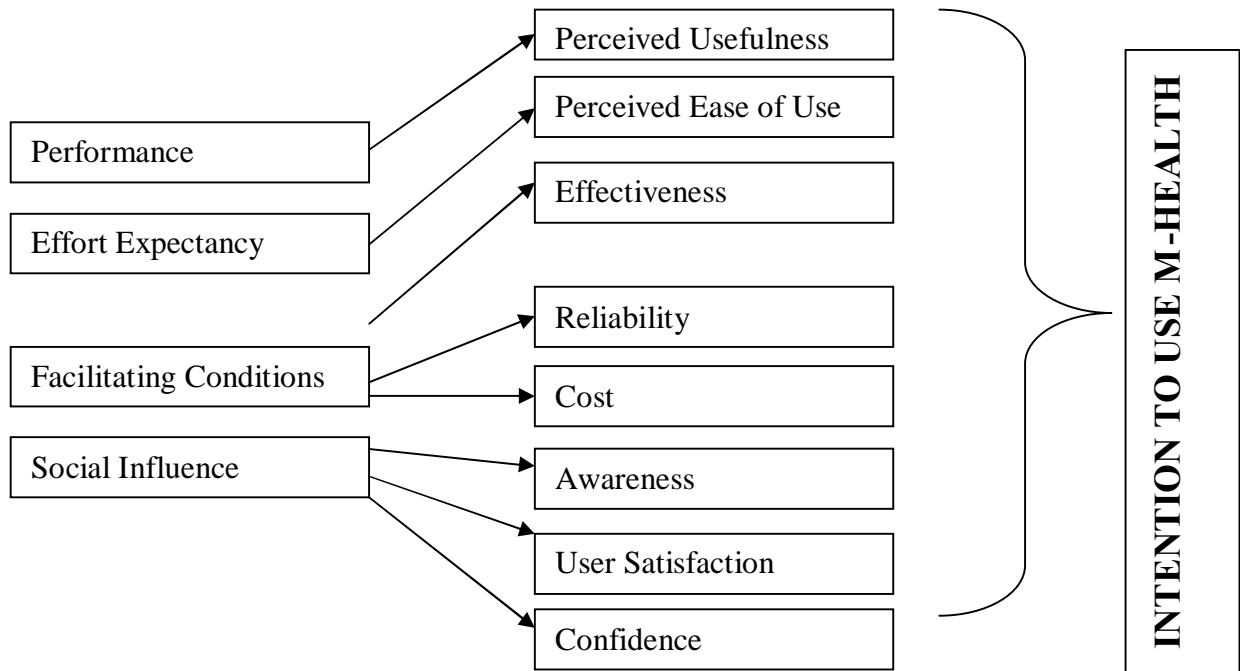 Performance
Effort Expectancy
Facilitating Conditions
Social Influence
Perceived Usefulness
Perceived Ease of Use
Effectiveness
Reliability
Cost
Awareness
User Satisfaction
Confidence
INTENTION TO USE M-HEALTH